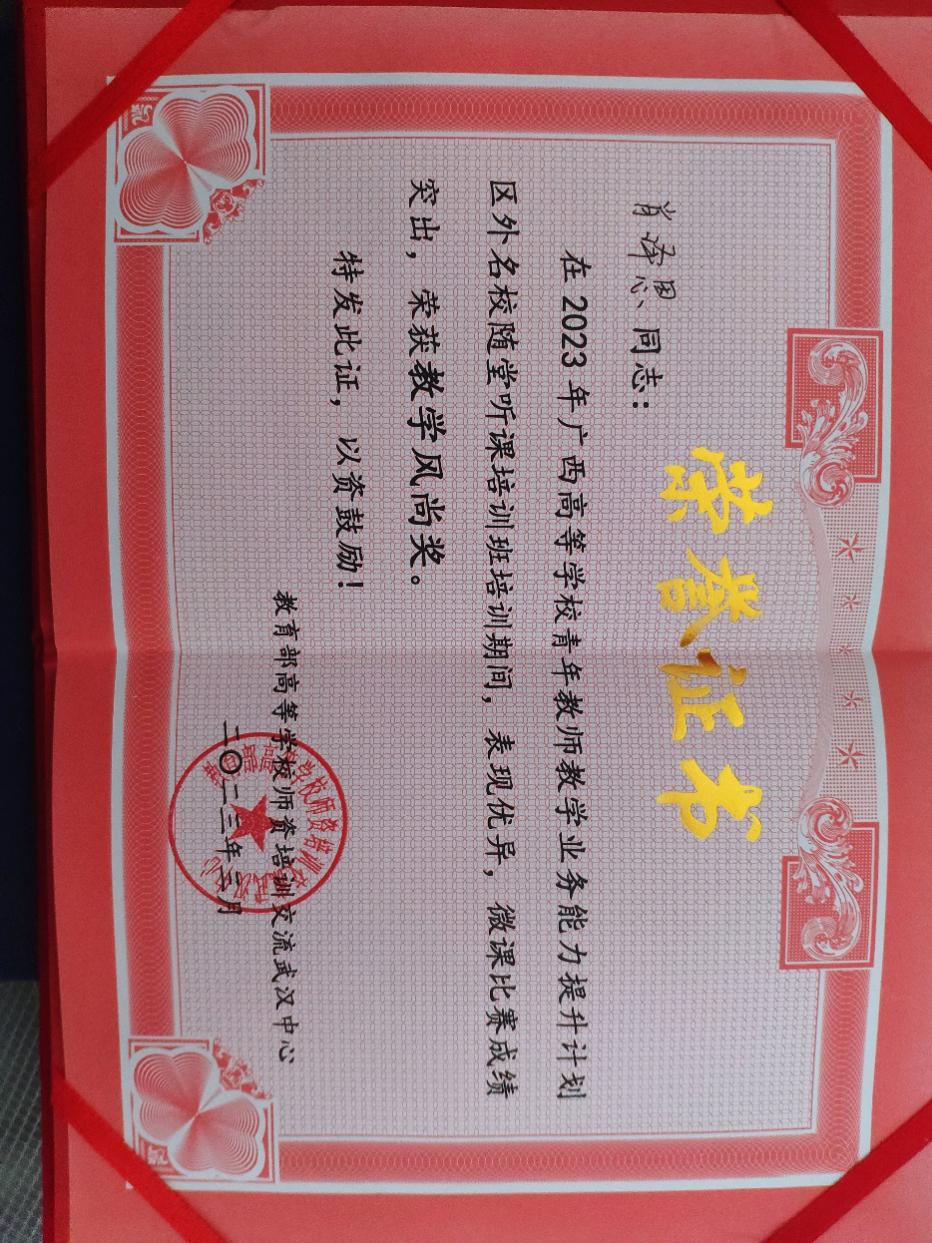 荣誉证书
肖泽恩 同志：
在2023年广西高等学校青年教师教学业务能力提升计划
区外名校随堂听课培训班培训期间，表现优异，微课比赛成绩
突出，荣获教学风尚奖。
特发此证，以资鼓励！
教育部高等学校师资培训交流武汉中心
二〇二三年三月